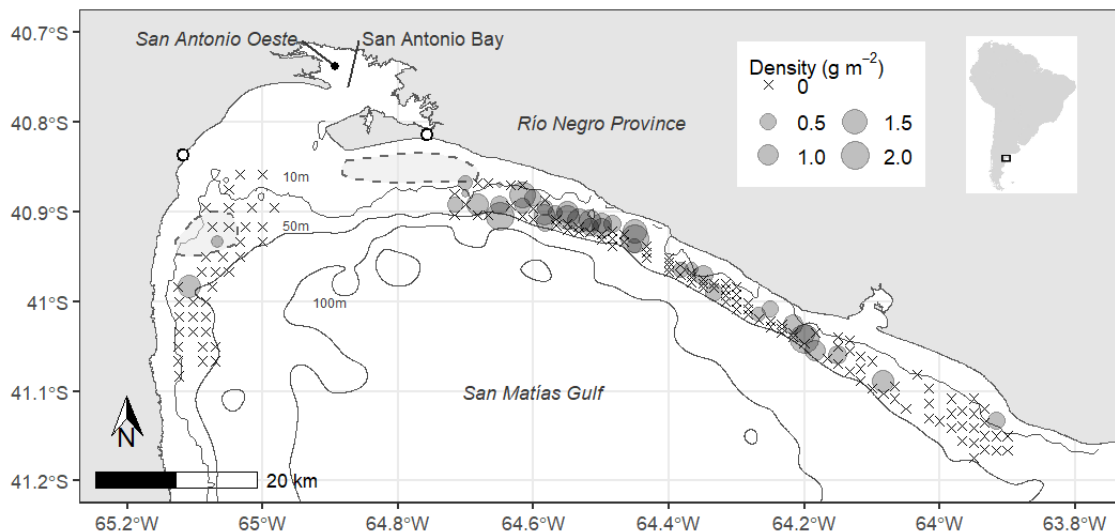 40.7°S
San Antonio Oeste
San Antonio Bay
Density (g m⁻²)
0
0.5
1.5
1.0
2.0
40.8°S
Río Negro Province
10m
40.9°S
50m
41°S
100m
41.1°S
San Matías Gulf
N
20 km
41.2°S
65.2°W
65°W
64.8°W
64.6°W
64.4°W
64.2°W
64°W
63.8°W